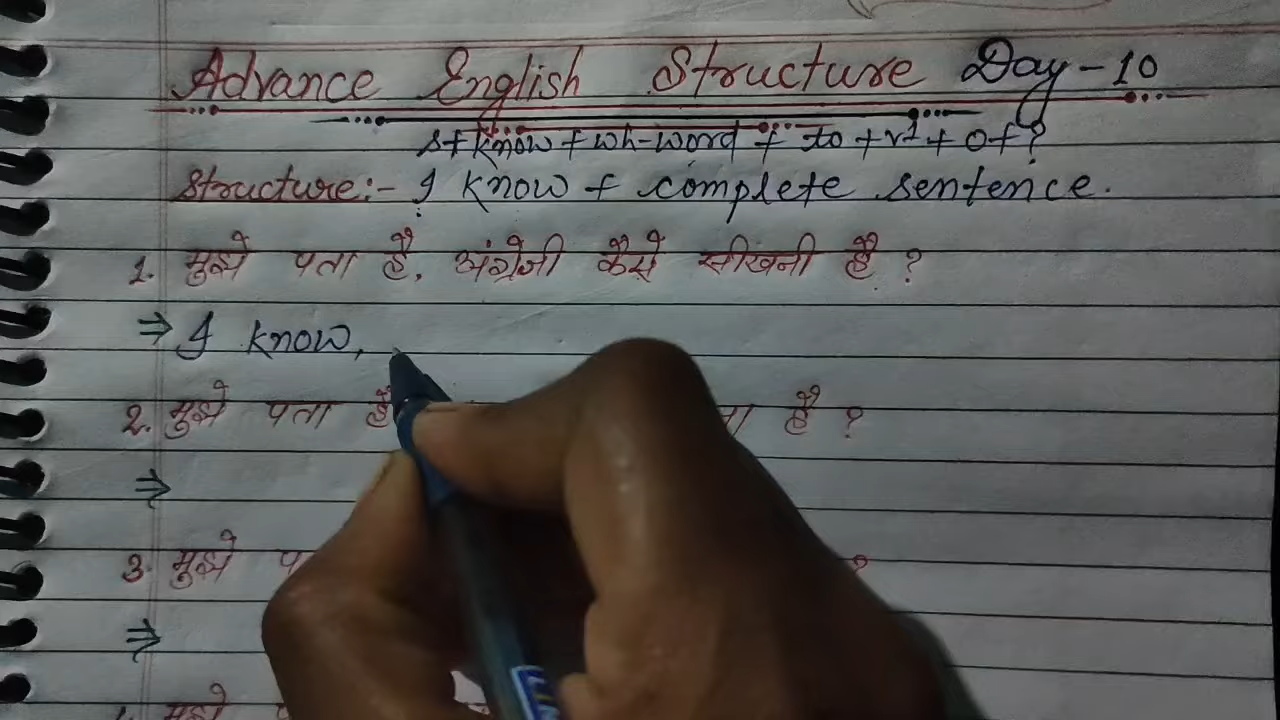 Advance English Structure Day-10
S+know+wh-word+to+v¹+O+?
Structure:- I know + complete sentence.
1. मुझे पता है, अंग्रेजी कैसे सीखनी है ?
⇒ I know,
2. मुझे पता है ?
⇒
3. मुझे ?
⇒
मुझे